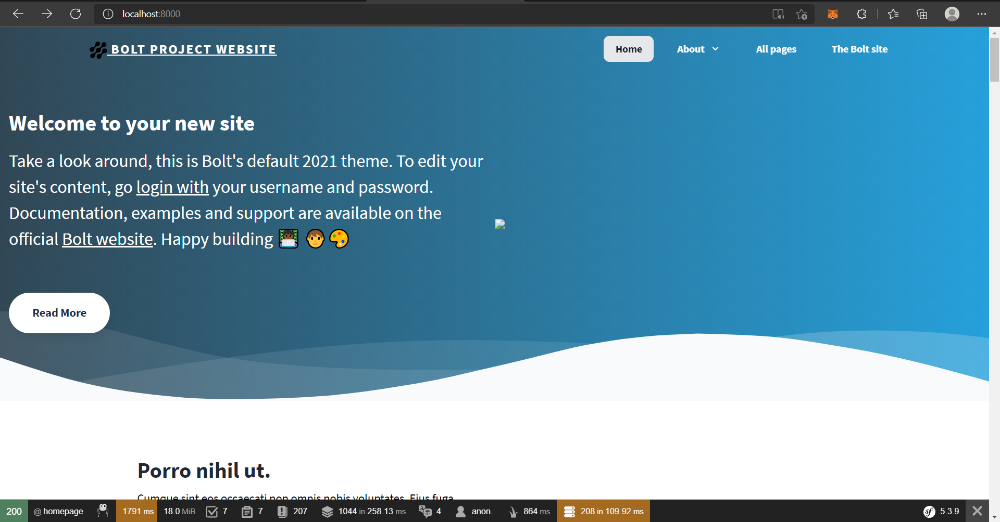 localhost:8000
BOLT PROJECT WEBSITE
Home
About
All pages
The Bolt site
Welcome to your new site
Take a look around, this is Bolt's default 2021 theme. To edit your
site's content, go login with your username and password.
Documentation, examples and support are available on the
official Bolt website. Happy building
Read More
Porro nihil ut.
Cumque sint eos occaecati non omnis nobis voluptates. Eius fuga
200 @ homepage 1791 ms 18.0 MiB 7 7 207 1044 in 258.13 ms 4 anon. 864 ms 208 in 109.92 ms sf 5.3.9